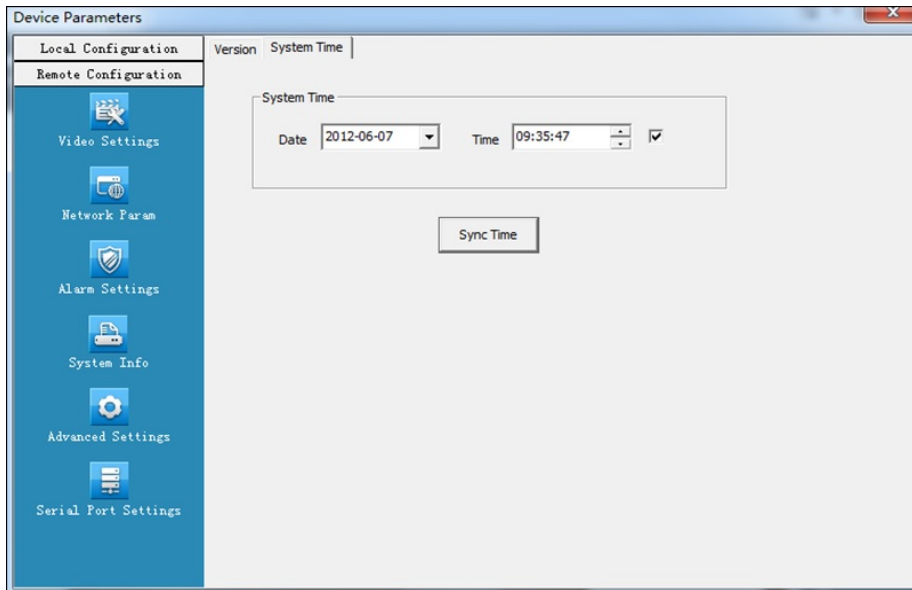 Device Parameters
Local Configuration
Remote Configuration
Video Settings
Network Param
Alarm Settings
System Info
Advanced Settings
Serial Port Settings
Version System Time
System Time
Date 2012-06-07 Time 09:35:47
Sync Time